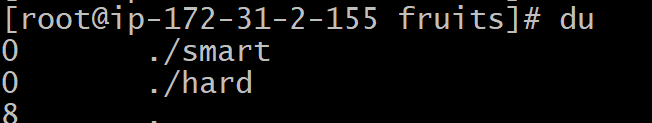 [root@ip-172-31-2-155 fruits]# du
0 ./smart
0 ./hard
8 .